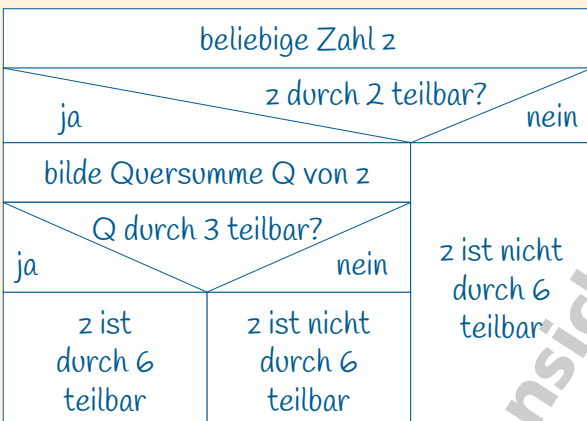 beliebige Zahl z
z durch 2 teilbar?
ja
nein
bilde Quersumme Q von z
Q durch 3 teilbar?
ja
nein
z ist
durch 6
teilbar
z ist nicht
durch 6
teilbar
z ist nicht
durch 6
teilbar